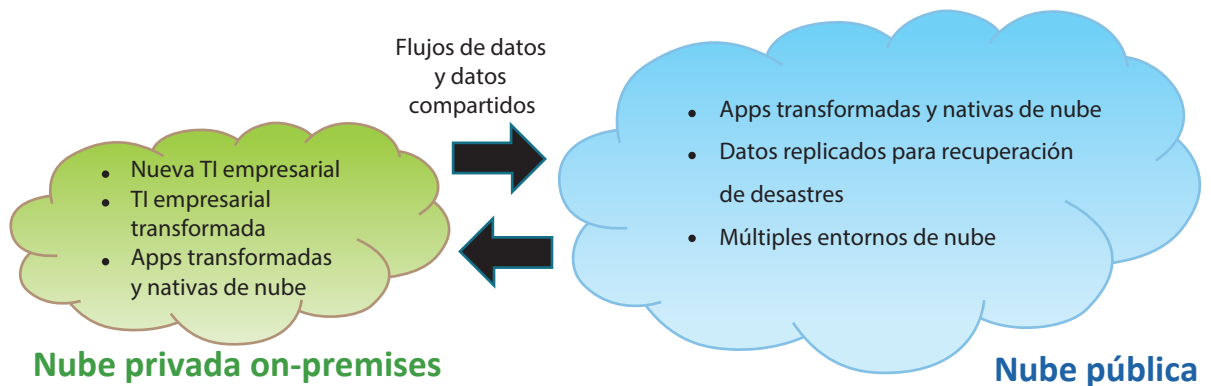 Flujos de datos
y datos
compartidos
• Nueva TI empresarial
• TI empresarial
transformada
• Apps transformadas
y nativas de nube
Nube privada on-premises
• Apps transformadas y nativas de nube
• Datos replicados para recuperación
de desastres
• Múltiples entornos de nube
Nube pública